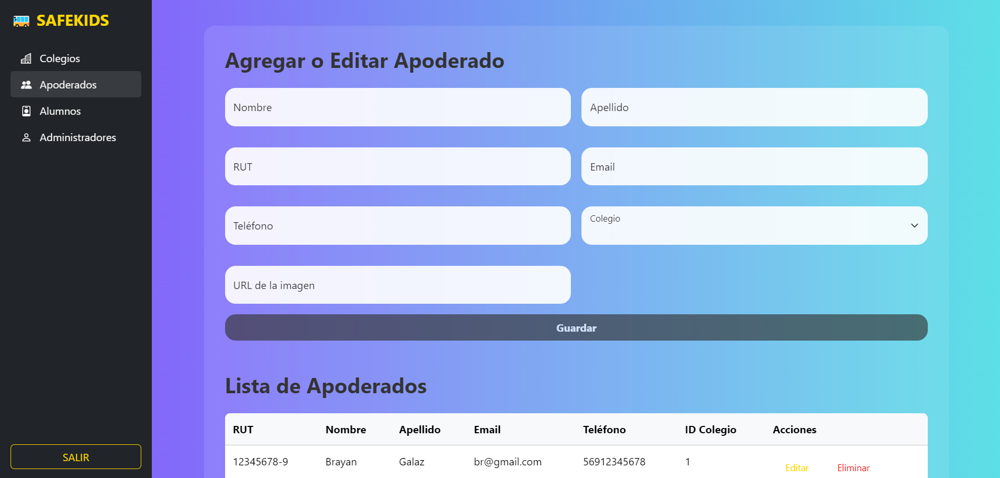 SAFEKIDS
Colegios
Apoderados
Alumnos
Administradores
SALIR
Agregar o Editar Apoderado
Nombre
Apellido
RUT
Email
Teléfono
Colegio
URL de la imagen
Guardar
Lista de Apoderados
RUT Nombre Apellido Email Teléfono ID Colegio Acciones
12345678-9 Brayan Galaz br@gmail.com 56912345678 1 Editar Eliminar